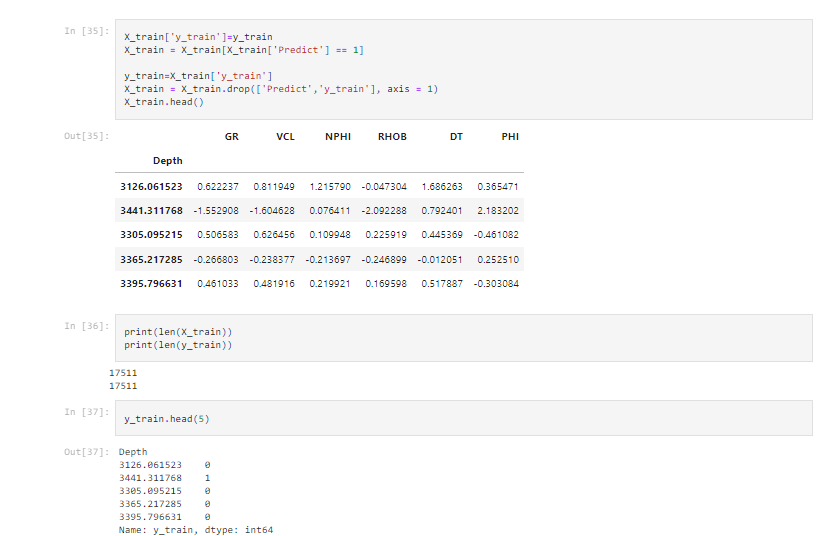 In [35]:
X_train['y_train']=y_train
X_train = X_train[X_train['Predict'] == 1]
y_train=X_train['y_train']
X_train = X_train.drop(['Predict','y_train'], axis = 1)
X_train.head()
Out[35]:
GR VCL NPHI RHOB DT PHI
Depth
3126.061523 0.622237 0.811949 1.215790 -0.047304 1.686263 0.365471
3441.311768 -1.552908 -1.604628 0.076411 -2.092288 0.792401 2.183202
3305.095215 0.506583 0.626456 0.109948 0.225919 0.445369 -0.461082
3365.217285 -0.266803 -0.238377 -0.213697 -0.246899 -0.012051 0.252510
3395.796631 0.461033 0.481916 0.219921 0.169598 0.517887 -0.303084
In [36]:
print(len(X_train))
print(len(y_train))
17511
17511
In [37]:
y_train.head(5)
Out[37]:
Depth
3126.061523 0
3441.311768 1
3305.095215 0
3365.217285 0
3395.796631 0
Name: y_train, dtype: int64